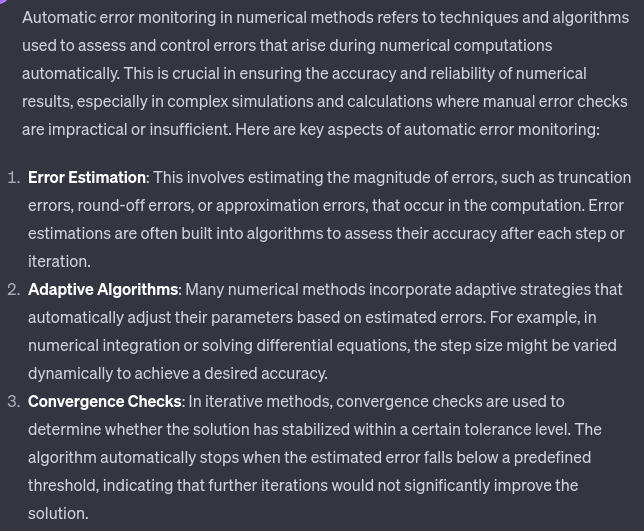 Automatic error monitoring in numerical methods refers to techniques and algorithms
used to assess and control errors that arise during numerical computations
automatically. This is crucial in ensuring the accuracy and reliability of numerical
results, especially in complex simulations and calculations where manual error checks
are impractical or insufficient. Here are key aspects of automatic error monitoring:
1. Error Estimation: This involves estimating the magnitude of errors, such as truncation
errors, round-off errors, or approximation errors, that occur in the computation. Error
estimations are often built into algorithms to assess their accuracy after each step or
iteration.
2. Adaptive Algorithms: Many numerical methods incorporate adaptive strategies that
automatically adjust their parameters based on estimated errors. For example, in
numerical integration or solving differential equations, the step size might be varied
dynamically to achieve a desired accuracy.
3. Convergence Checks: In iterative methods, convergence checks are used to
determine whether the solution has stabilized within a certain tolerance level. The
algorithm automatically stops when the estimated error falls below a predefined
threshold, indicating that further iterations would not significantly improve the
solution.